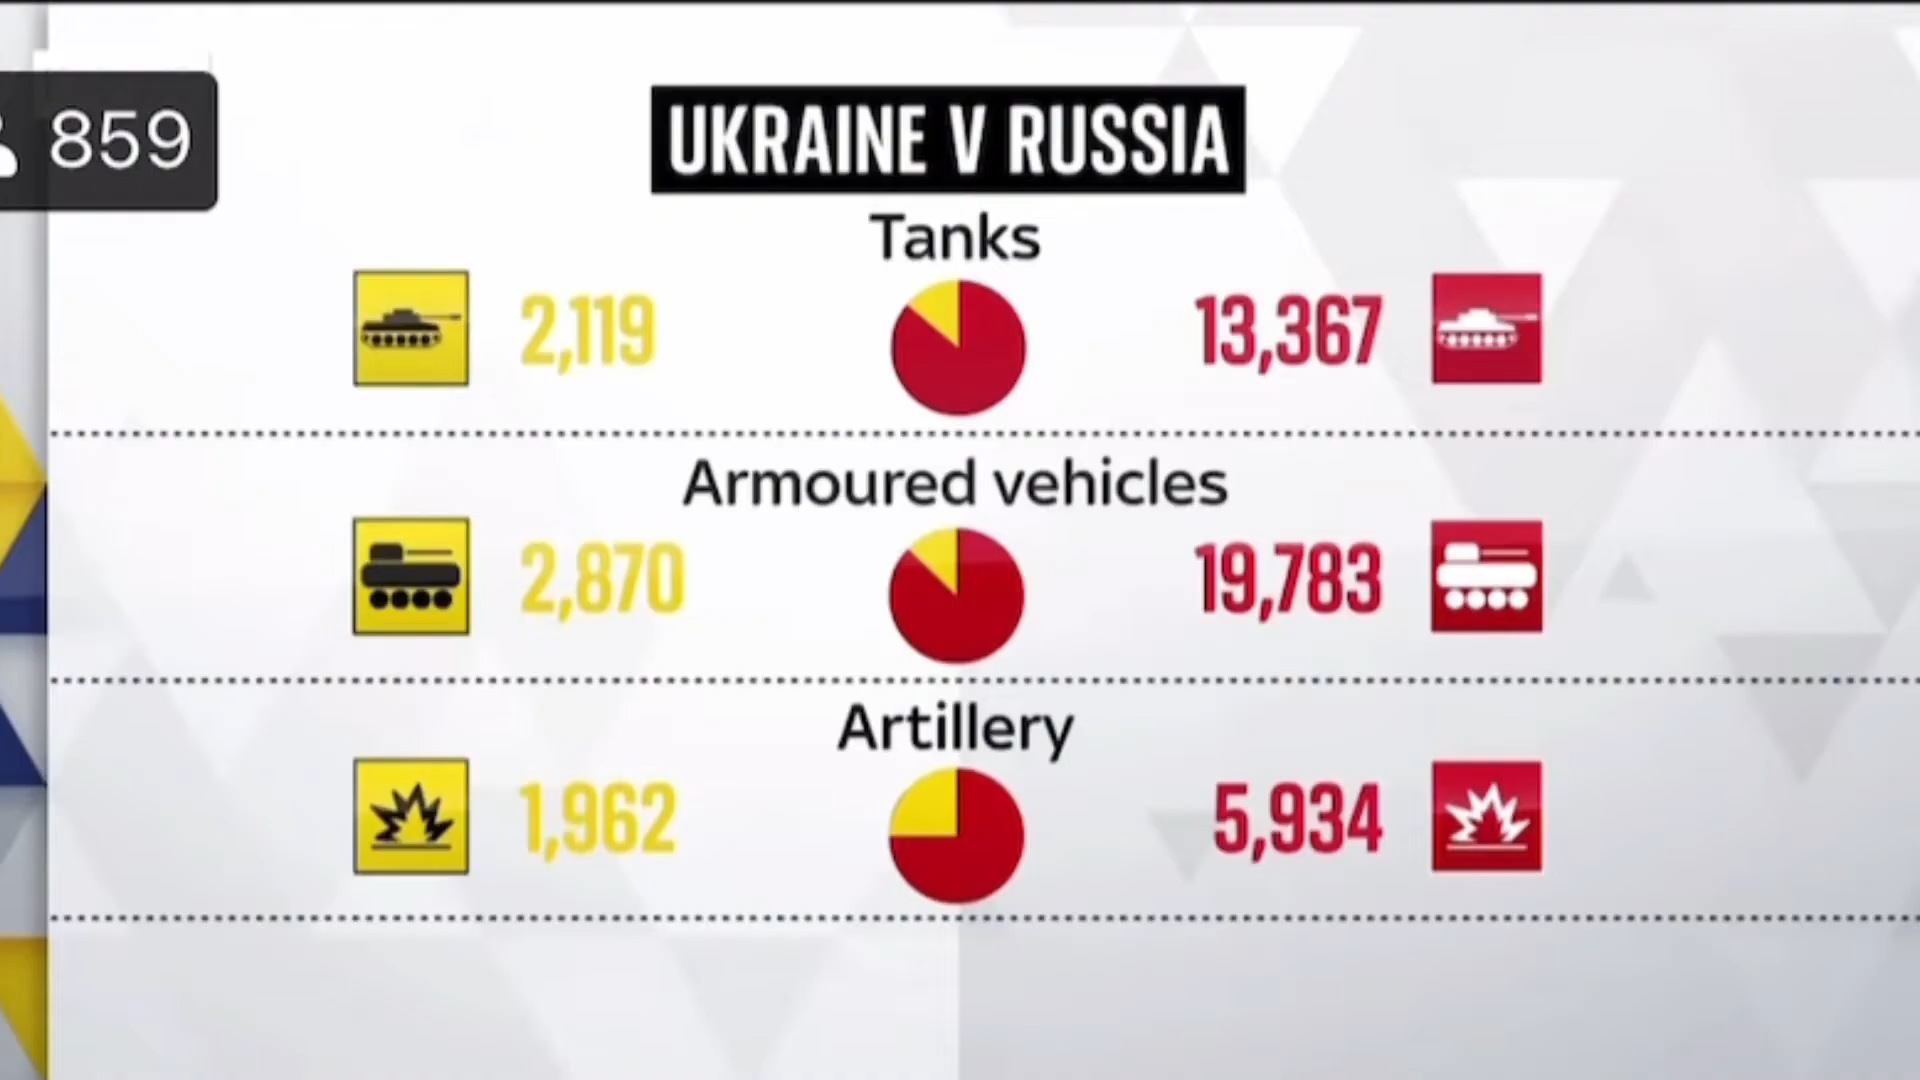 859
UKRAINE V RUSSIA
Tanks
2,119 13,367
Armoured vehicles
2,870 19,783
Artillery
1,962 5,934